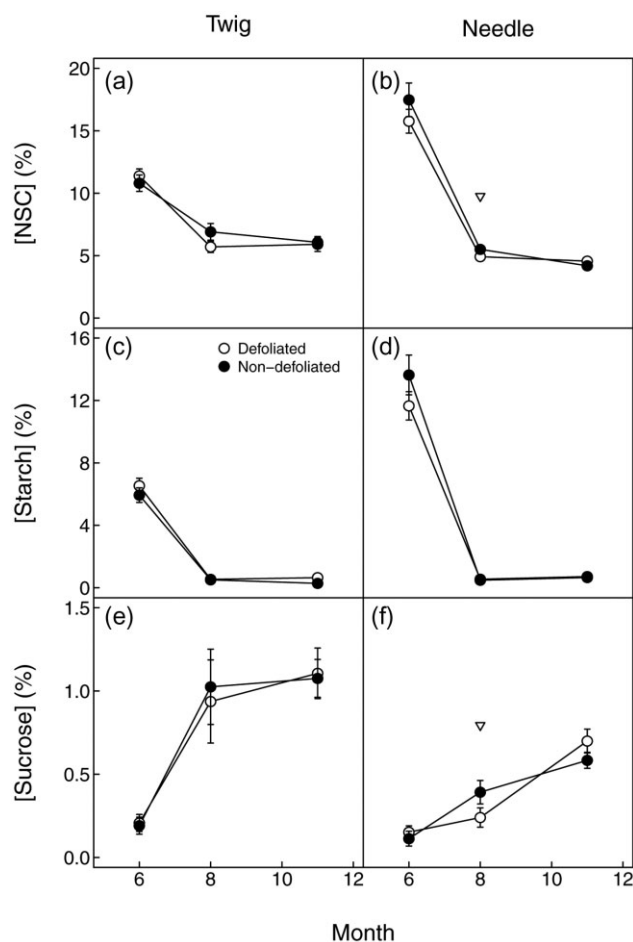 Twig Needle
(a) (b)
20
15
10
5
0
[NSC] (%)
(c) (d)
Defoliated
Non−defoliated
16
12
8
4
0
[Starch] (%)
(e) (f)
1.5
1.0
0.5
0.0
[Sucrose] (%)
6 8 10 12 6 8 10 12
Month